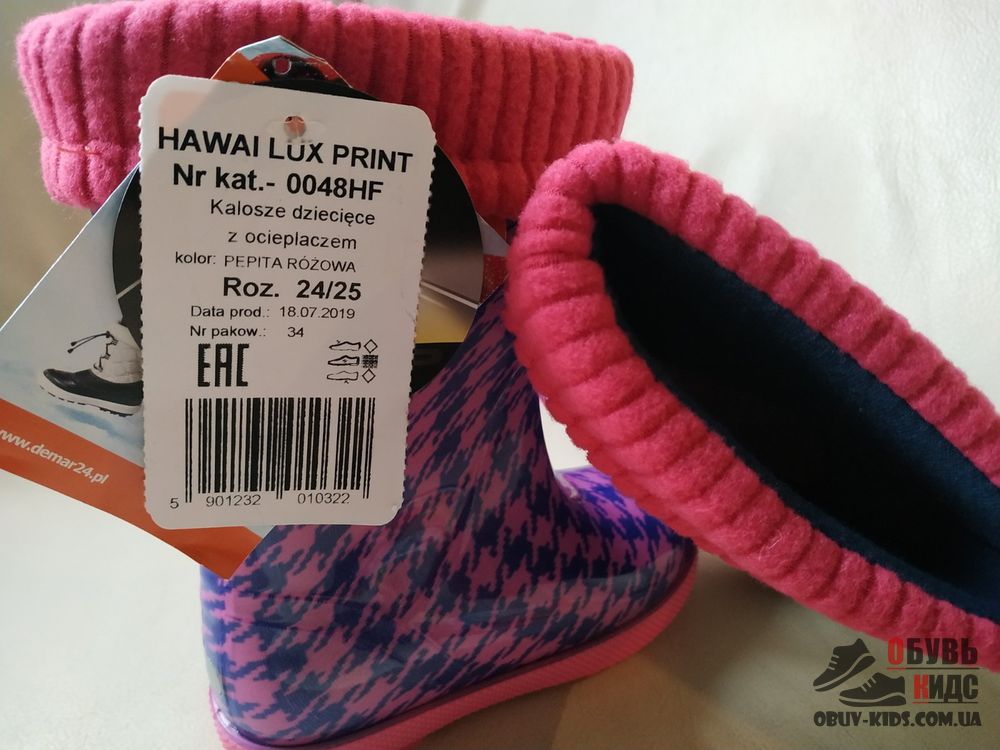 HAWAI LUX PRINT
Nr kat.- 0048HF
Kalosze dziecięce
z ocieplaczem
kolor: PEPITA RÓŻOWA
Roz. 24/25
Data prod.: 18.07.2019
Nr pakow.: 34
EAC
5 901232 010322
www.demar24.pl
ОБУВЬ
КИДС
OBUV-KIDS.COM.UA